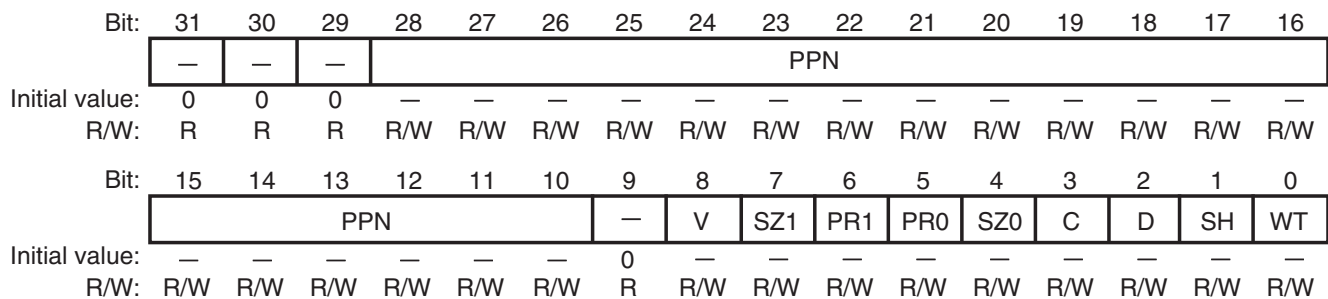 Bit: 31 30 29 28 27 26 25 24 23 22 21 20 19 18 17 16
— — — PPN
Initial value: 0 0 0 — — — — — — — — — — — — —
R/W: R R R R/W R/W R/W R/W R/W R/W R/W R/W R/W R/W R/W R/W R/W
Bit: 15 14 13 12 11 10 9 8 7 6 5 4 3 2 1 0
PPN — V SZ1 PR1 PR0 SZ0 C D SH WT
Initial value: — — — — — — 0 — — — — — — — — —
R/W: R/W R/W R/W R/W R/W R/W R R/W R/W R/W R/W R/W R/W R/W R/W R/W